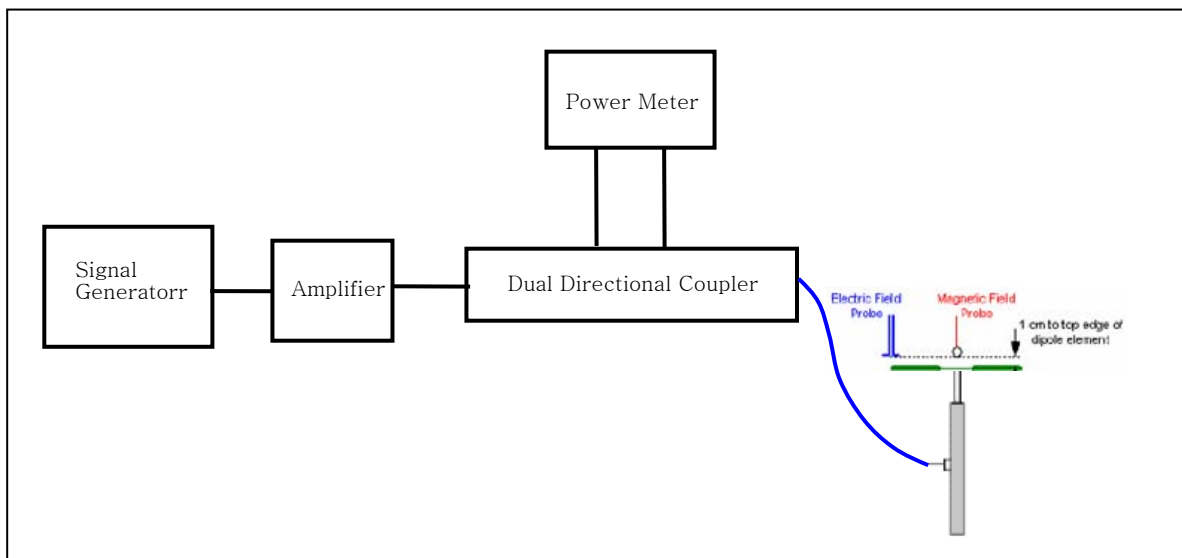 Power Meter
Signal
Generatorr
Amplifier
Dual Directional Coupler
Electric Field
Probe
Magnetic Field
Probe
1 cm to top edge of
dipole element